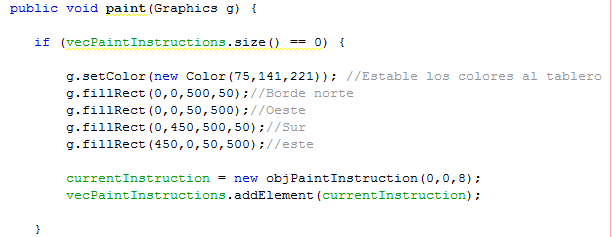 public void paint(Graphics g) {
if (vecPaintInstructions.size() == 0) {
g.setColor(new Color(75,141,221)); //Estable los colores al tablero
g.fillRect(0,0,500,50);//Borde norte
g.fillRect(0,0,50,500);//Oeste
g.fillRect(0,450,500,50);//Sur
g.fillRect(450,0,50,500);//este
currentInstruction = new objPaintInstruction(0,0,8);
vecPaintInstructions.addElement(currentInstruction);
}